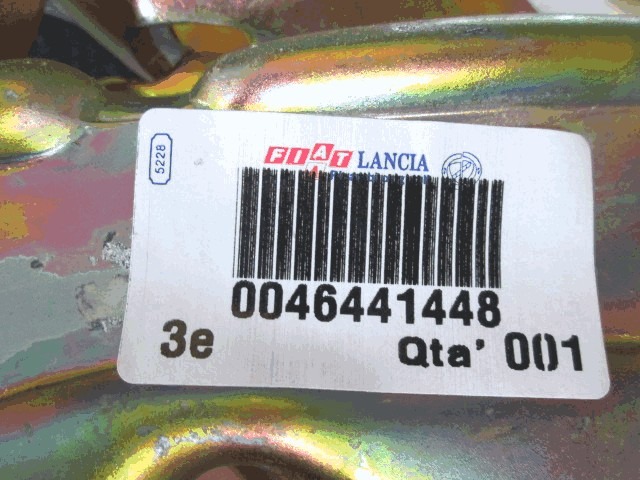 5228
FIAT LANCIA
0046441448
3e Qta' 001